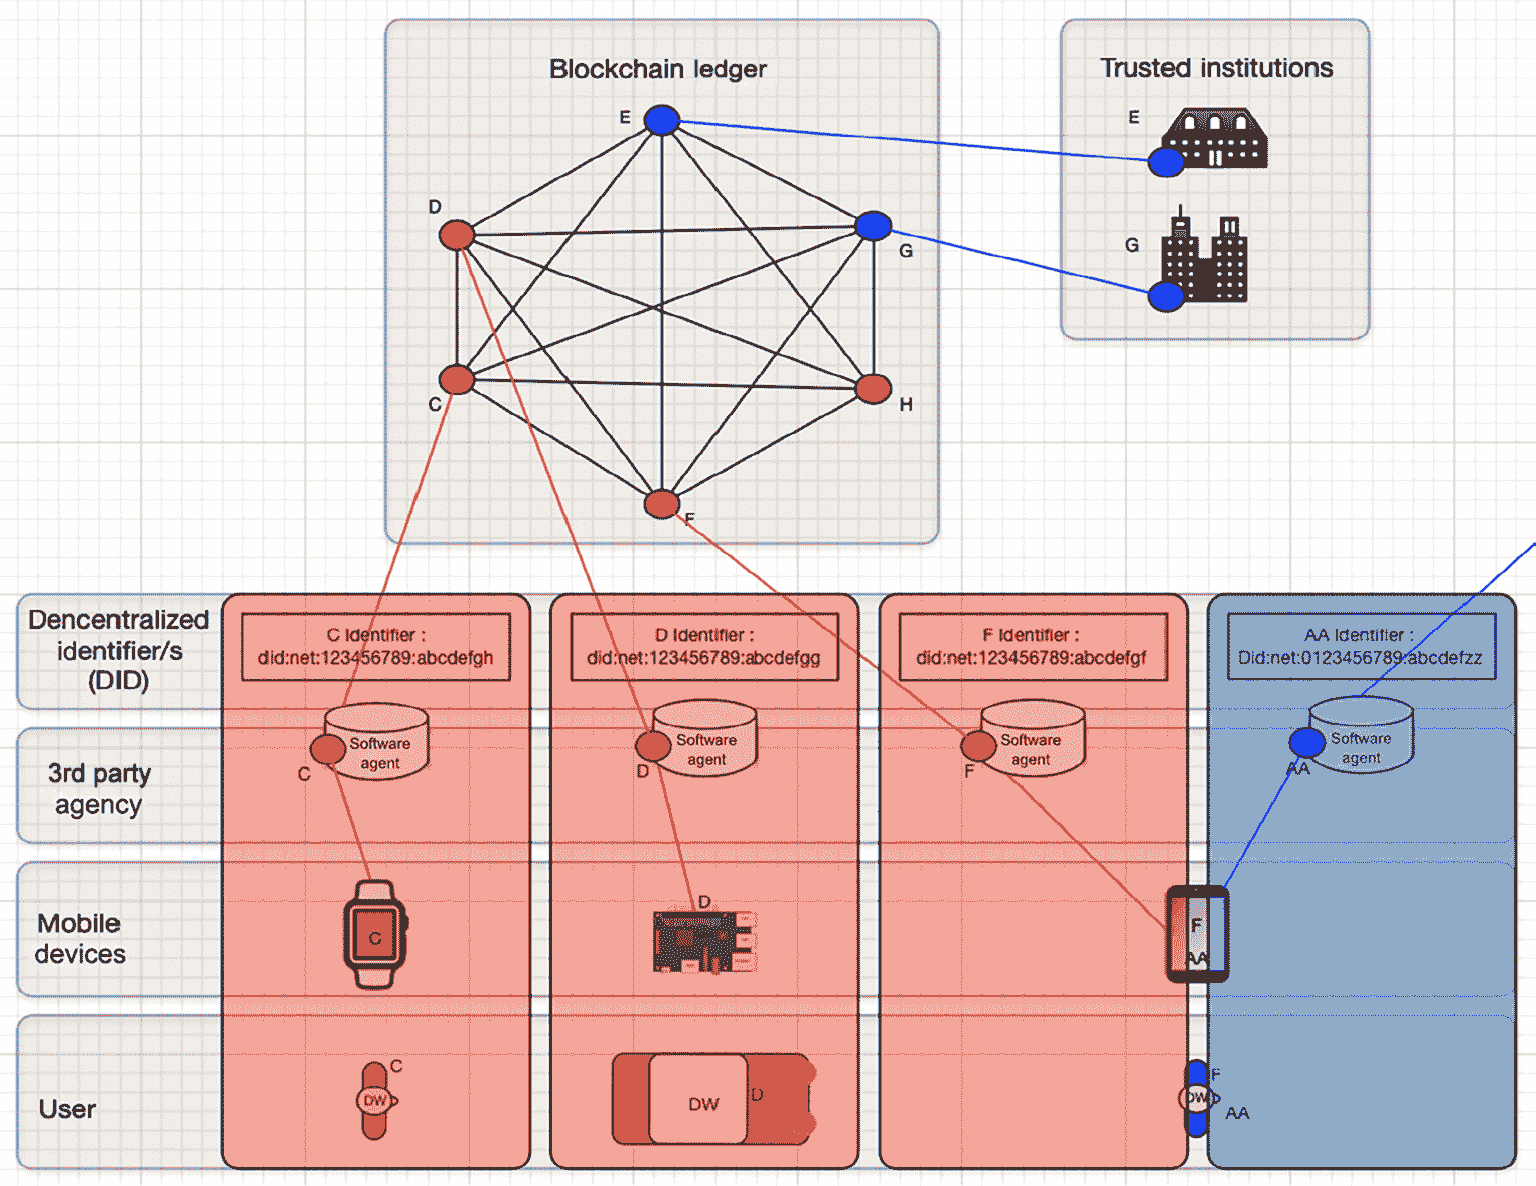 Blockchain ledger
E
D
G
C
H
F
Trusted institutions
E
G
Dencentralized
identifier/s
(DID)
3rd party
agency
Mobile
devices
User
C Identifier :
did:net:123456789:abcdefgh
Software
agent
C
C
C
DW
D Identifier :
did:net:123456789:abcdefgg
Software
agent
D
D
DW
D
F Identifier :
did:net:123456789:abcdefgf
Software
agent
F
F
AA
F
DW
AA
AA Identifier :
Did:net:0123456789:abcdefzz
Software
agent
AA